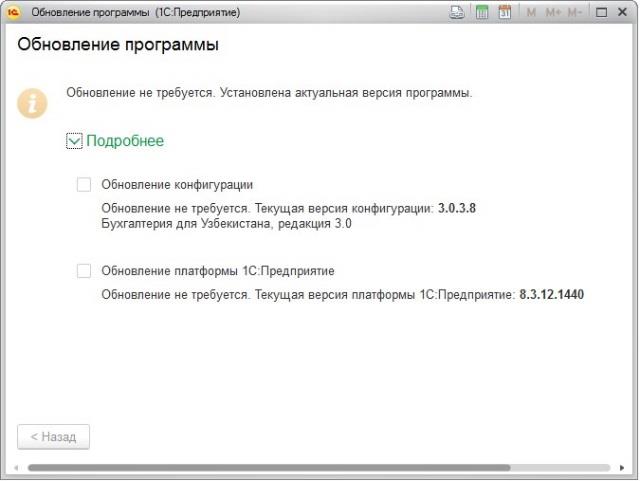 Обновление программы (1С:Предприятие)
M M+ M-
Обновление программы
Обновление не требуется. Установлена актуальная версия программы.
Подробнее
Обновление конфигурации
Обновление не требуется. Текущая версия конфигурации: 3.0.3.8
Бухгалтерия для Узбекистана, редакция 3.0
Обновление платформы 1С:Предприятие
Обновление не требуется. Текущая версия платформы 1С:Предприятие: 8.3.12.1440
< Назад